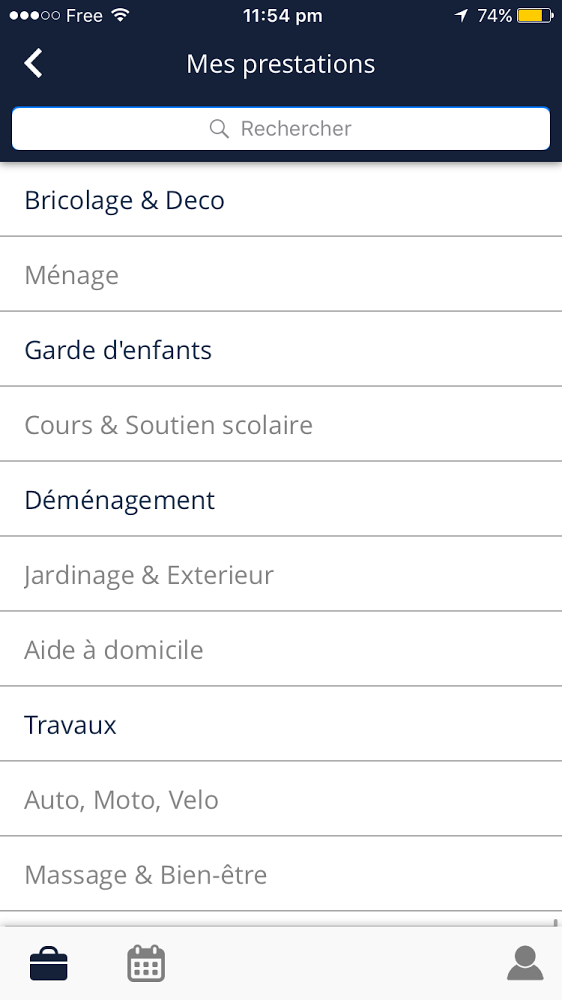 Free 11:54 pm 74%
Mes prestations
Rechercher
Bricolage & Deco
Ménage
Garde d'enfants
Cours & Soutien scolaire
Déménagement
Jardinage & Exterieur
Aide à domicile
Travaux
Auto, Moto, Velo
Massage & Bien-être